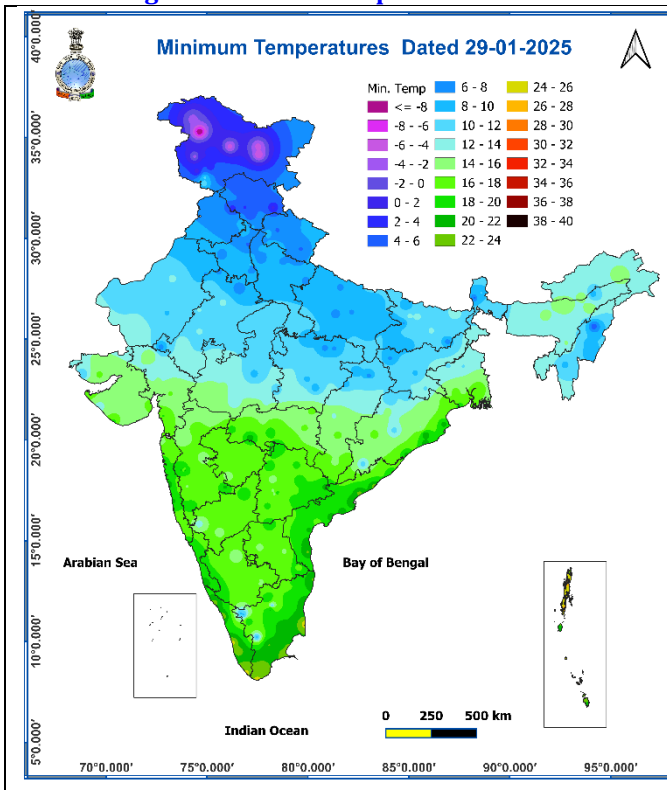 Minimum Temperatures Dated 29-01-2025
Min. Temp
<= -8
-8 - -6
-6 - -4
-4 - -2
-2 - 0
0 - 2
2 - 4
4 - 6
6 - 8
8 - 10
10 - 12
12 - 14
14 - 16
16 - 18
18 - 20
20 - 22
22 - 24
24 - 26
26 - 28
28 - 30
30 - 32
32 - 34
34 - 36
36 - 38
38 - 40
40°0.000'
35°0.000'
30°0.000'
25°0.000'
20°0.000'
15°0.000'
10°0.000'
5°0.000'
Arabian Sea
Bay of Bengal
Indian Ocean
0 250 500 km
70°0.000' 75°0.000' 80°0.000' 85°0.000' 90°0.000' 95°0.000'